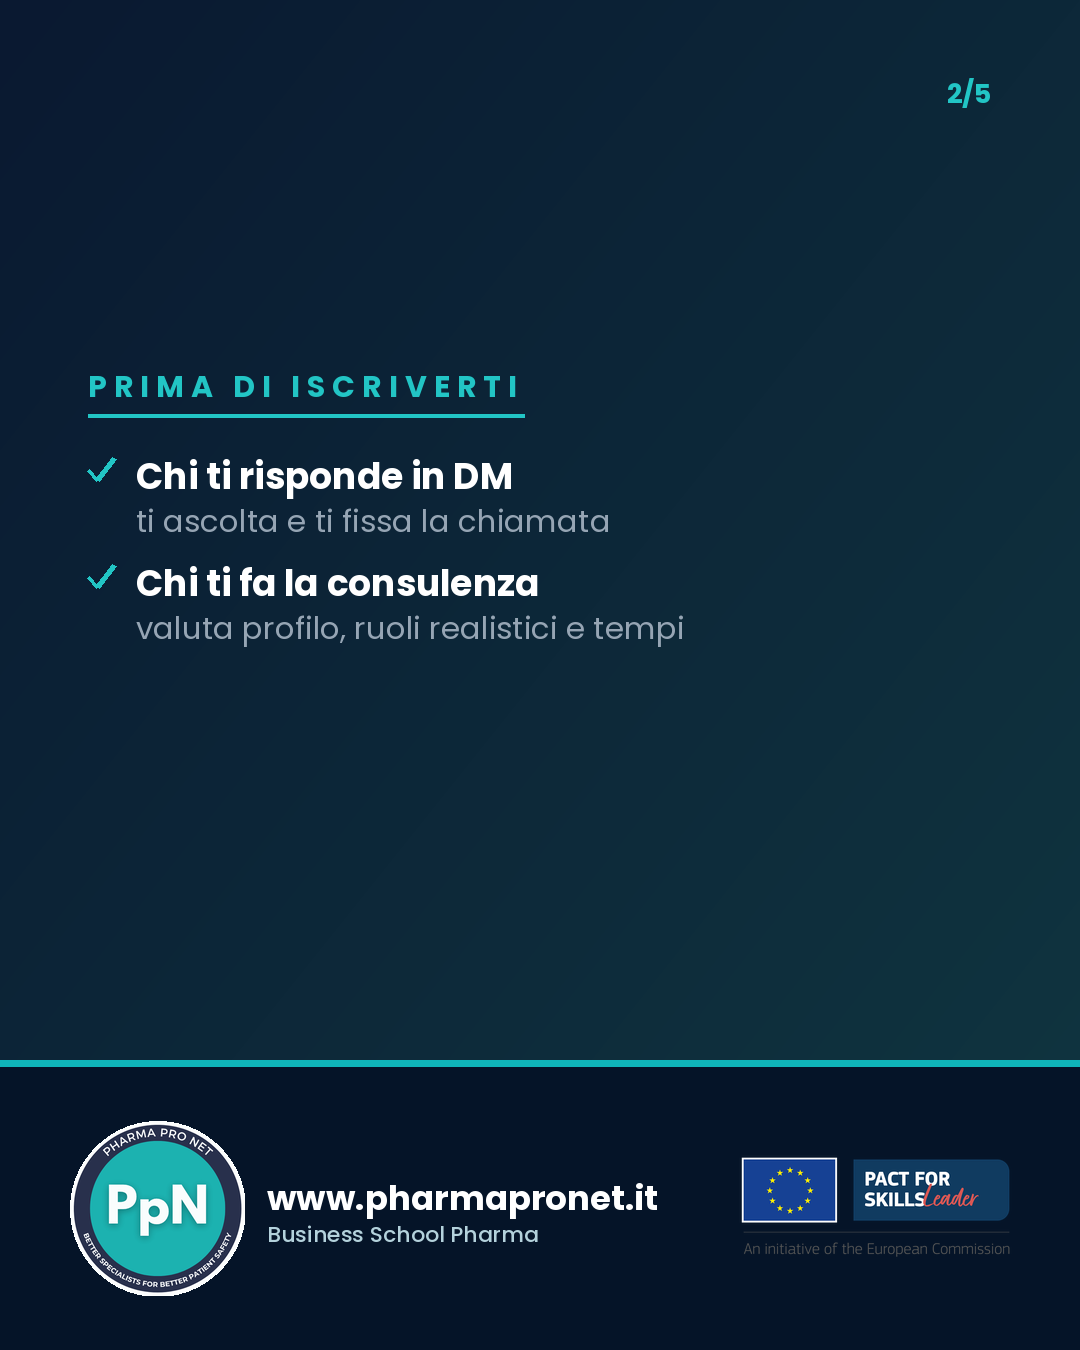 2/5
PRIMA DI ISCRIVERTI
Chi ti risponde in DM
ti ascolta e ti fissa la chiamata
Chi ti fa la consulenza
valuta profilo, ruoli realistici e tempi
PHARMA PRO NET
PpN
BETTER SPECIALISTS FOR BETTER PATIENT SAFETY
www.pharmapronet.it
Business School Pharma
PACT FOR
SKILLS Leader
An initiative of the European Commission